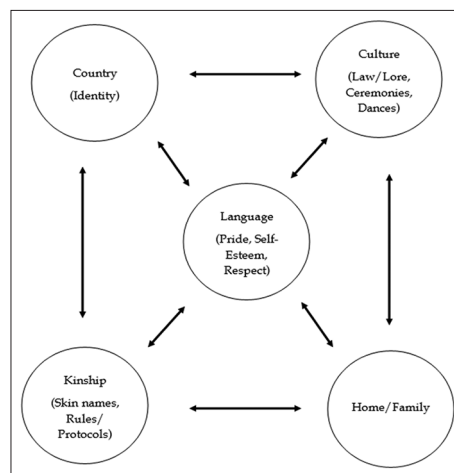 Country
(Identity)
Culture
(Law/Lore,
Ceremonies,
Dances)
Language
(Pride, Self-
Esteem,
Respect)
Kinship
(Skin names,
Rules/
Protocols)
Home/Family